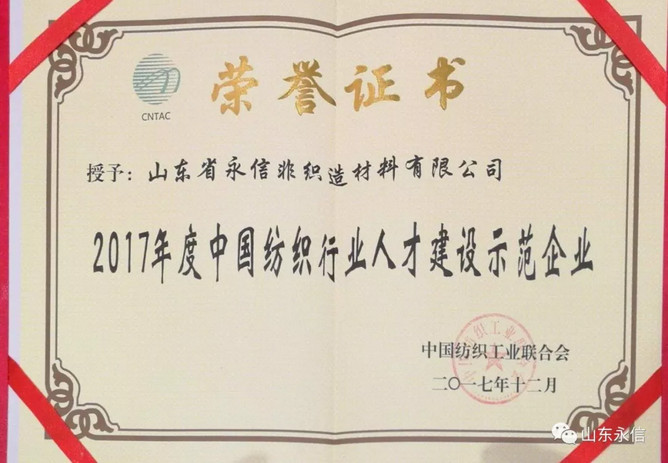 荣誉证书
CNTAC
授予：山东省永信非织造材料有限公司
2017年度中国纺织行业人才建设示范企业
中国纺织工业联合会
二〇一七年十二月
山东永信